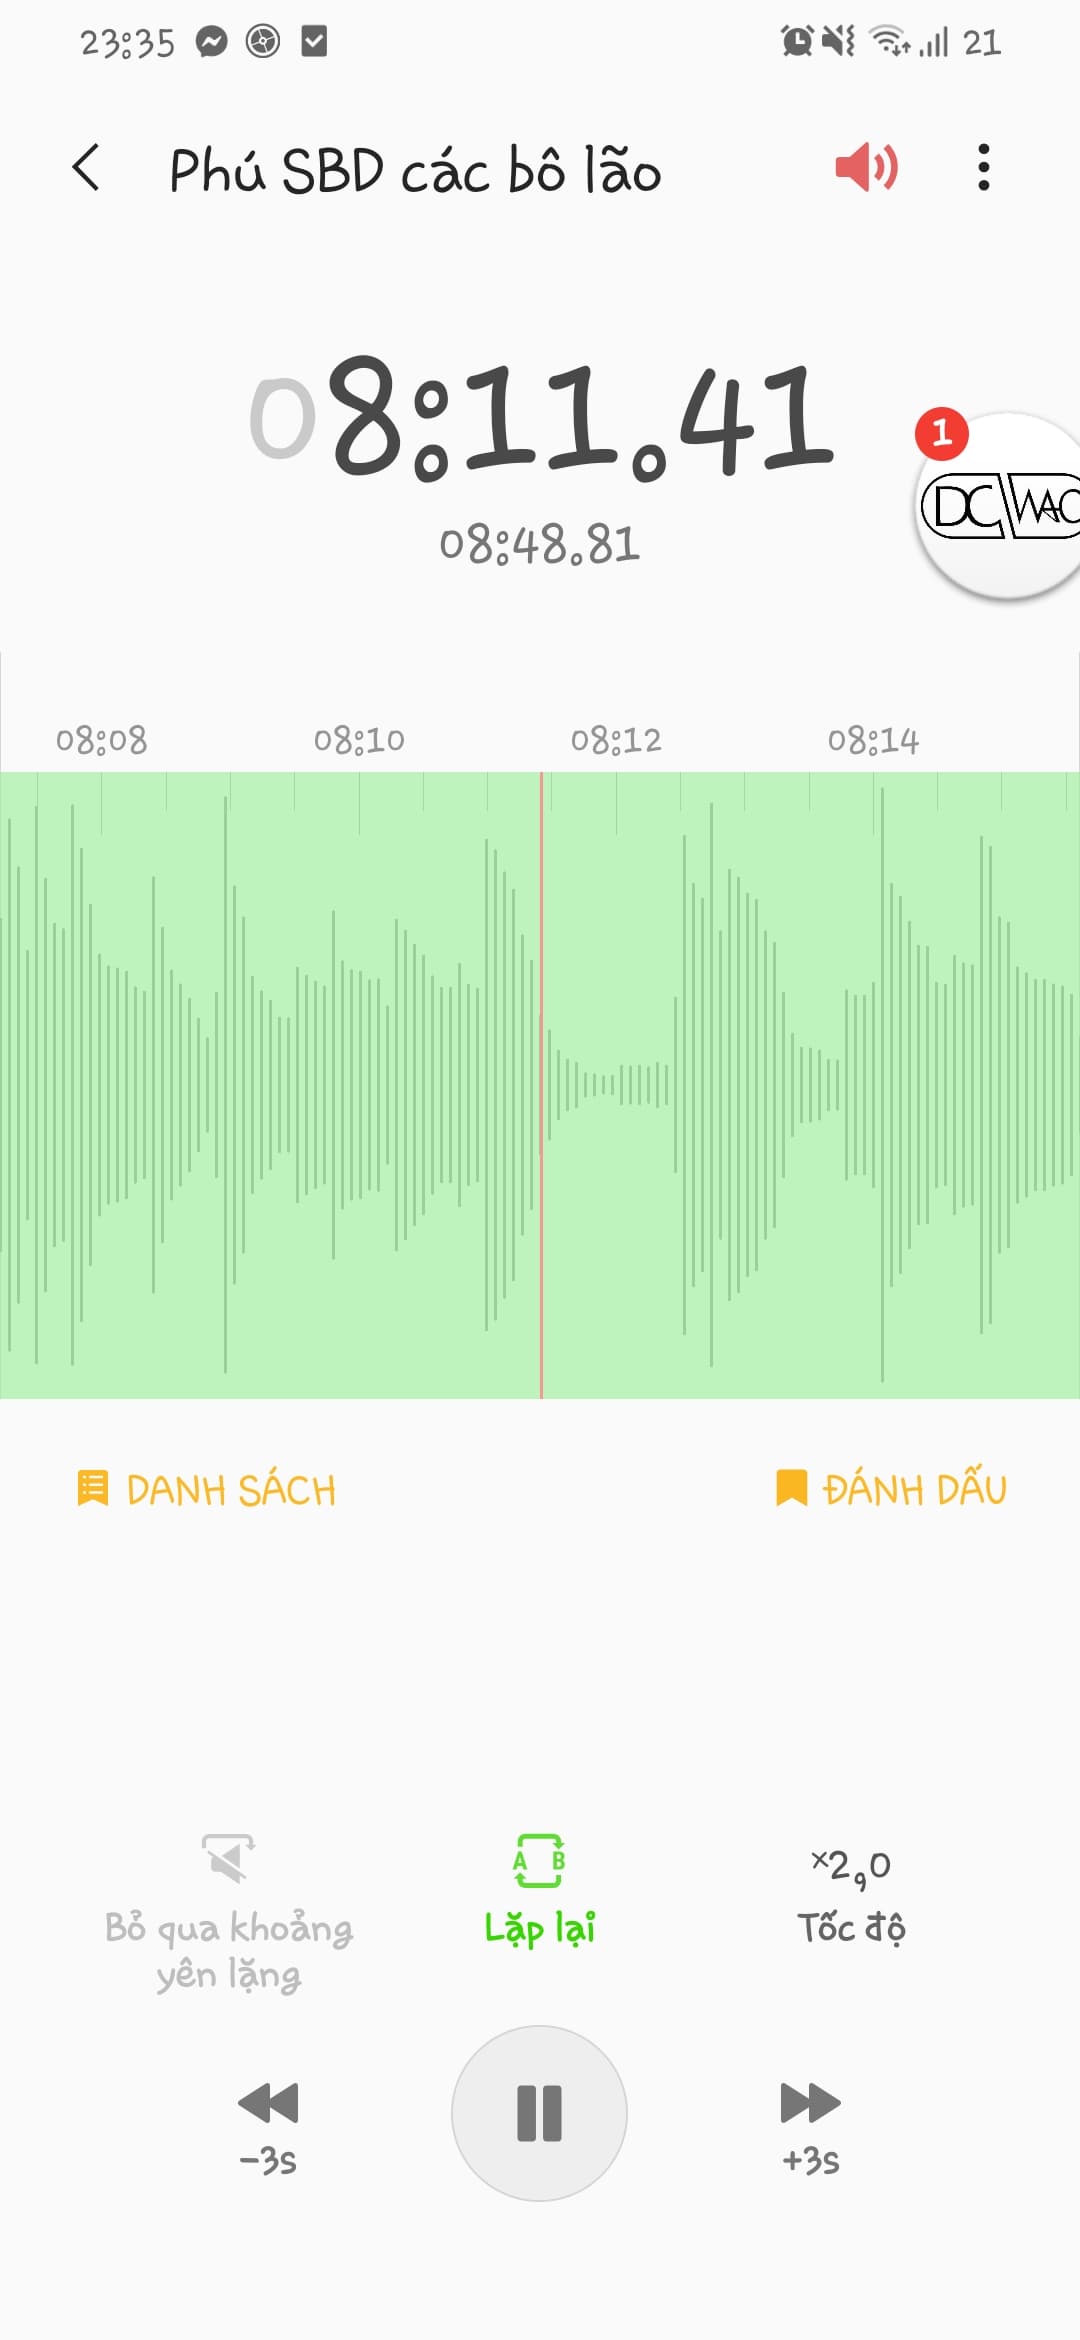 23:35
21
Phú SBD các bô lão
08:11.41
1
DC WAO
08:48.81
08:08 08:10 08:12 08:14
DANH SÁCH
ĐÁNH DẤU
A B
x2,0
Bỏ qua khoảng
yên lặng
Lặp lại
Tốc độ
-3s
+3s